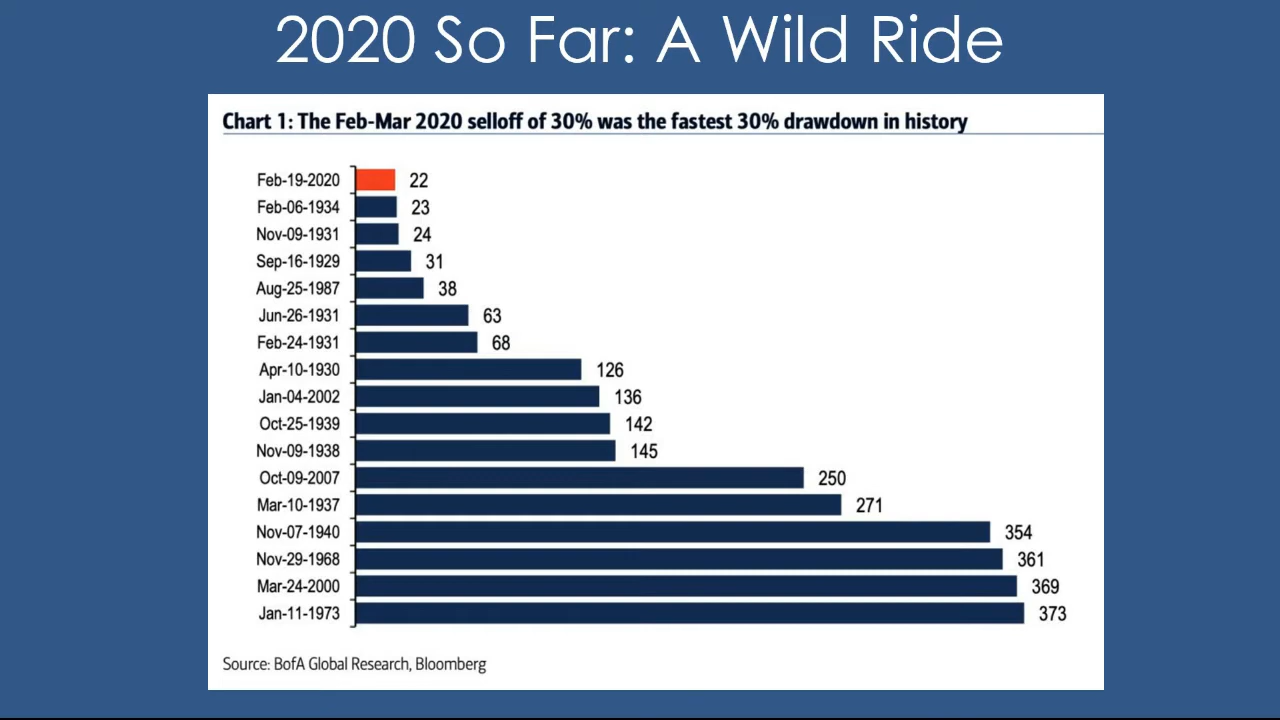 2020 So Far: A Wild Ride
Chart 1: The Feb-Mar 2020 selloff of 30% was the fastest 30% drawdown in history
Feb-19-2020 22
Feb-06-1934 23
Nov-09-1931 24
Sep-16-1929 31
Aug-25-1987 38
Jun-26-1931 63
Feb-24-1931 68
Apr-10-1930 126
Jan-04-2002 136
Oct-25-1939 142
Nov-09-1938 145
Oct-09-2007 250
Mar-10-1937 271
Nov-07-1940 354
Nov-29-1968 361
Mar-24-2000 369
Jan-11-1973 373
Source: BofA Global Research, Bloomberg